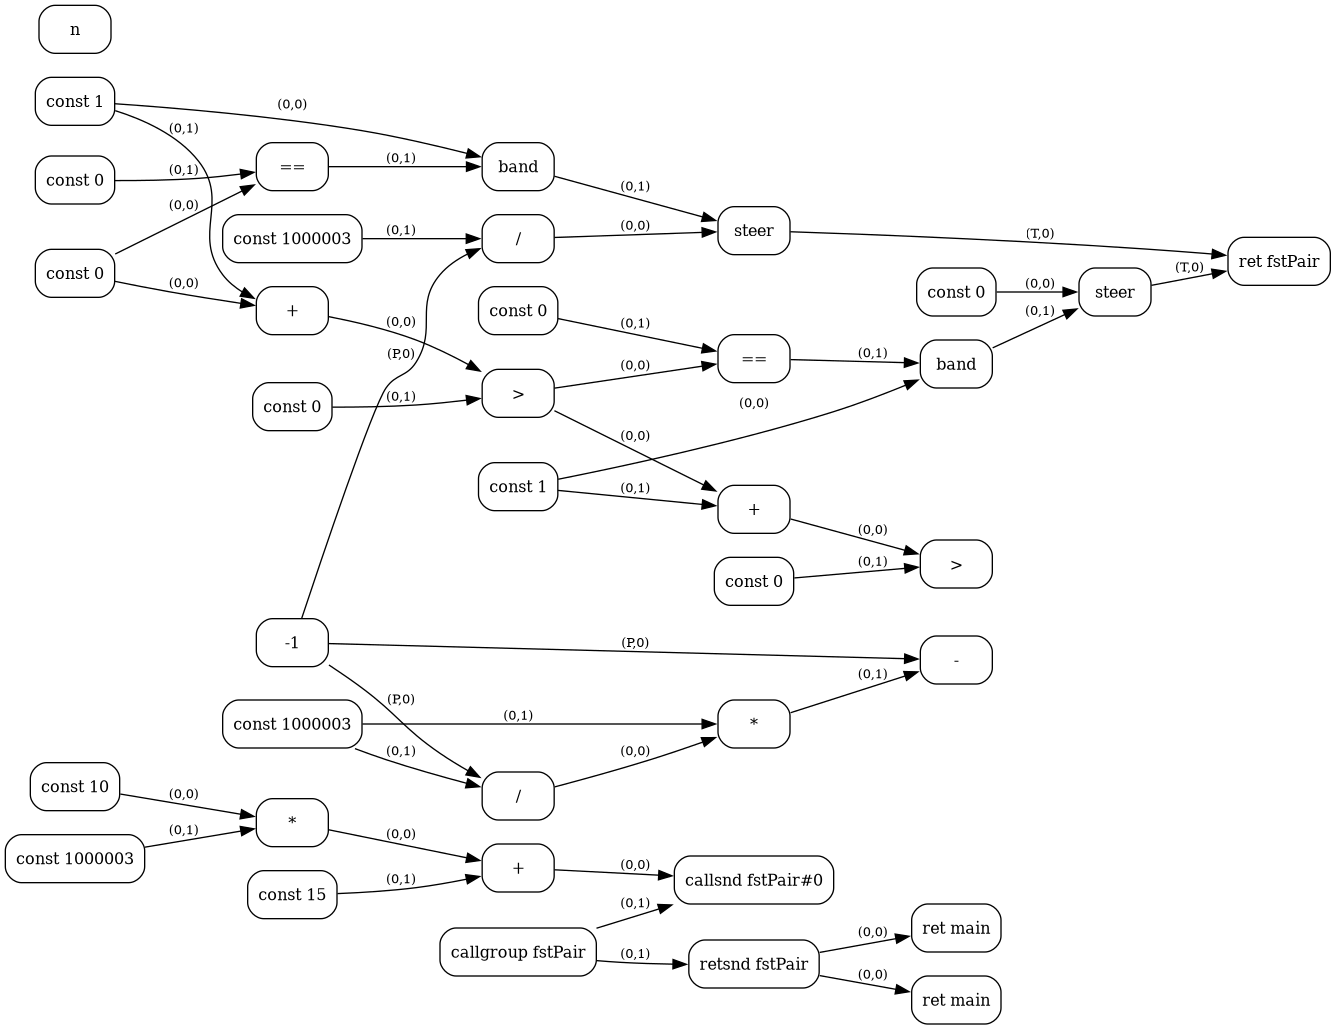 n
const 1
(0,0)
(0,1)
const 0
(0,1)
==
(0,1)
band
(0,1)
(0,0)
const 1000003
(0,1)
/
(0,0)
steer
(T,0)
ret fstPair
const 0
(0,0)
+
(0,0)
const 0
(0,1)
const 0
(0,0)
steer
(T,0)
(P,0)
const 0
(0,1)
>
(0,0)
==
(0,1)
band
(0,1)
(0,0)
(0,0)
const 1
(0,1)
+
(0,0)
const 0
(0,1)
>
-1
(P,0)
-
(P,0)
const 1000003
(0,1)
*
(0,1)
(0,1)
/
(0,0)
const 10
(0,0)
const 1000003
(0,1)
*
(0,0)
const 15
(0,1)
+
(0,0)
callsnd fstPair#0
callgroup fstPair
(0,1)
(0,1)
retsnd fstPair
(0,0)
ret main
(0,0)
ret main